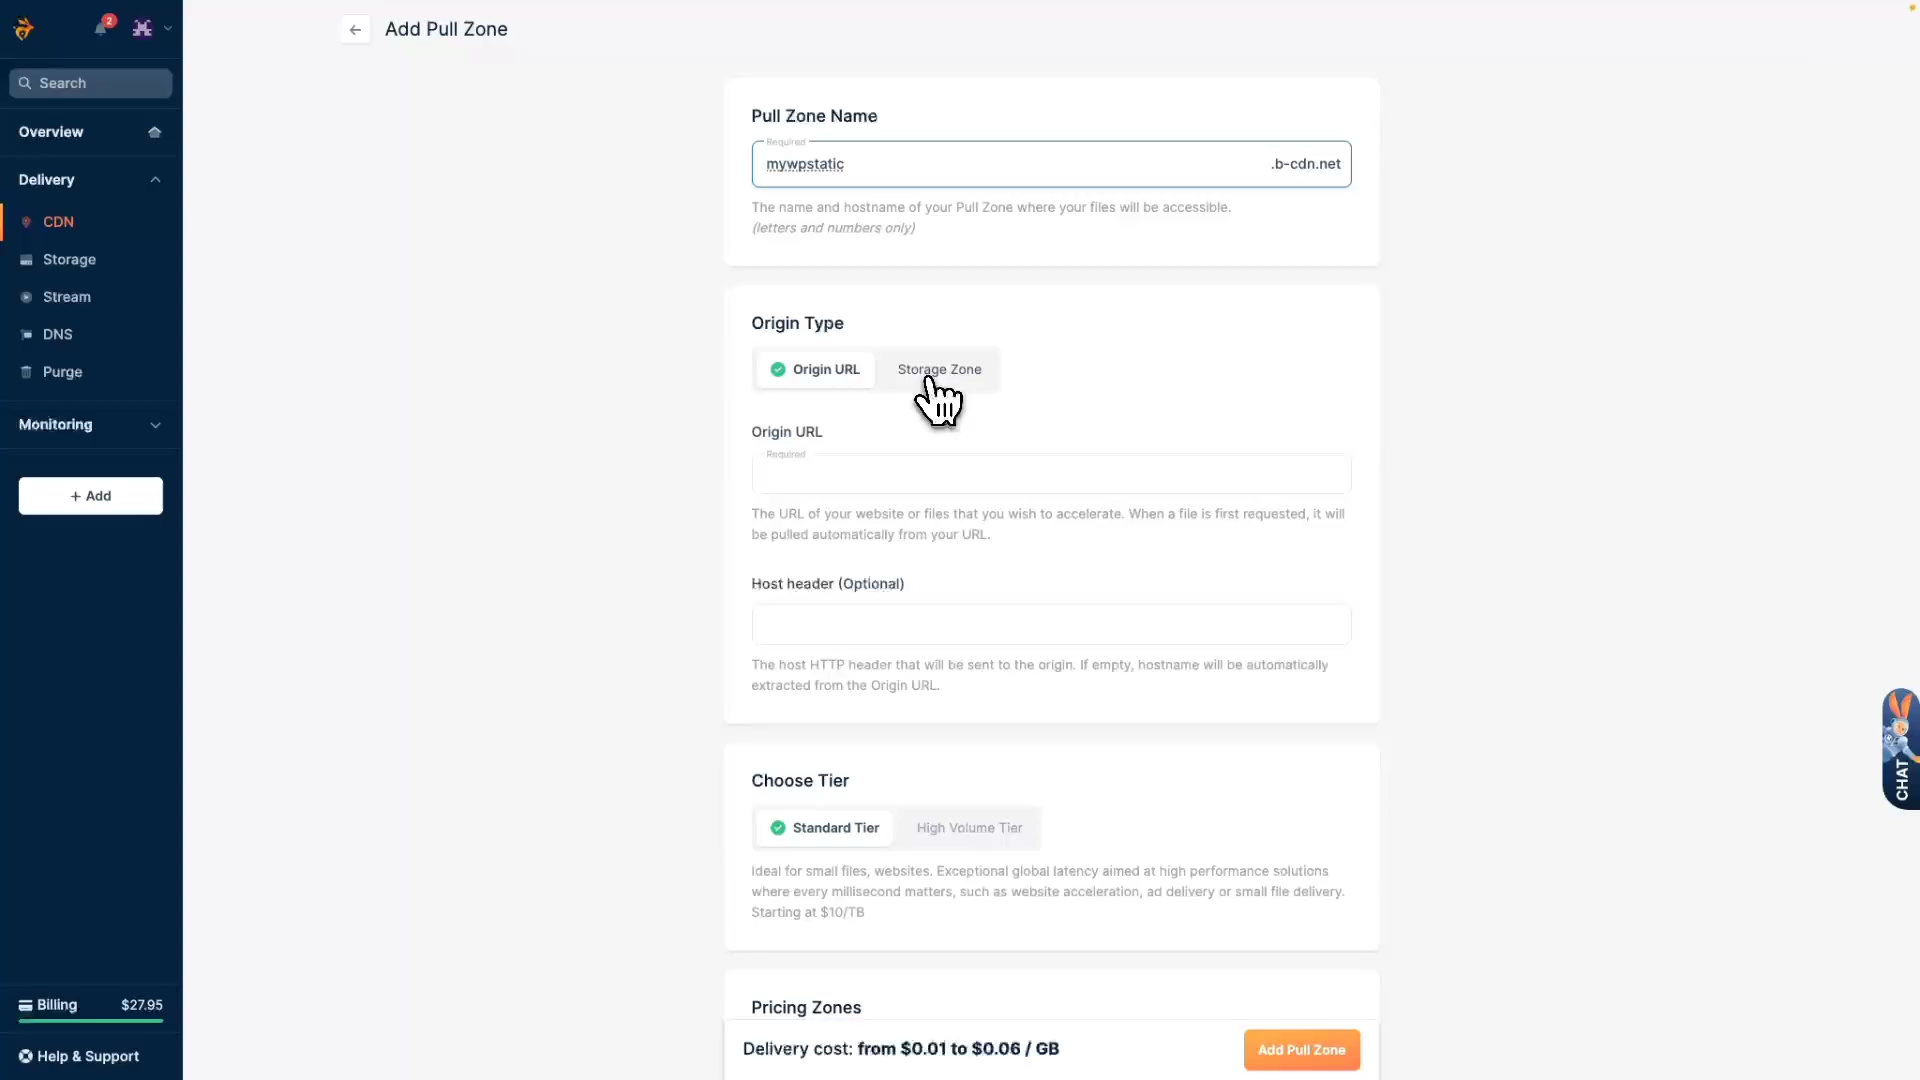 Add Pull Zone
2
Search
Overview
Delivery
CDN
Storage
Stream
DNS
Purge
Monitoring
+ Add
Billing $27.95
Help & Support
Pull Zone Name
Required
mywpstatic .b-cdn.net
The name and hostname of your Pull Zone where your files will be accessible.
(letters and numbers only)
Origin Type
Origin URL Storage Zone
Origin URL
Required
The URL of your website or files that you wish to accelerate. When a file is first requested, it will
be pulled automatically from your URL.
Host header (Optional)
The host HTTP header that will be sent to the origin. If empty, hostname will be automatically
extracted from the Origin URL.
Choose Tier
Standard Tier High Volume Tier
Ideal for small files, websites. Exceptional global latency aimed at high performance solutions
where every millisecond matters, such as website acceleration, ad delivery or small file delivery.
Starting at $10/TB
Pricing Zones
Delivery cost: from $0.01 to $0.06 / GB
Add Pull Zone
CHAT